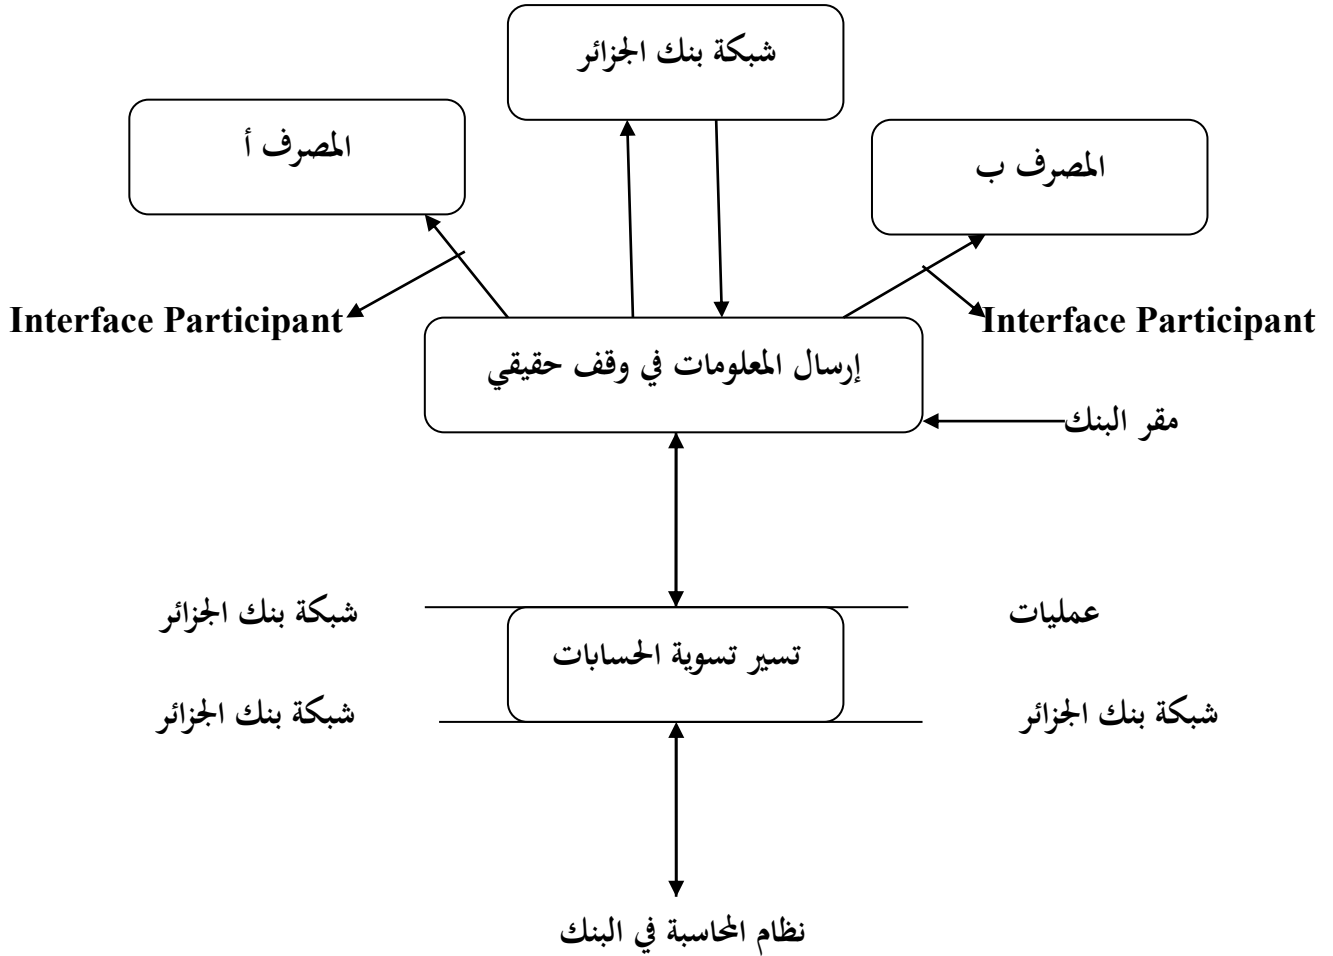 شبكة بنك الجزائر
المصرف أ
المصرف ب
Interface Participant
Interface Participant
إرسال المعلومات في وقف حقيقي
مقر البنك
عمليات
شبكة بنك الجزائر
تسير تسوية الحسابات
شبكة بنك الجزائر
شبكة بنك الجزائر
نظام المحاسبة في البنك